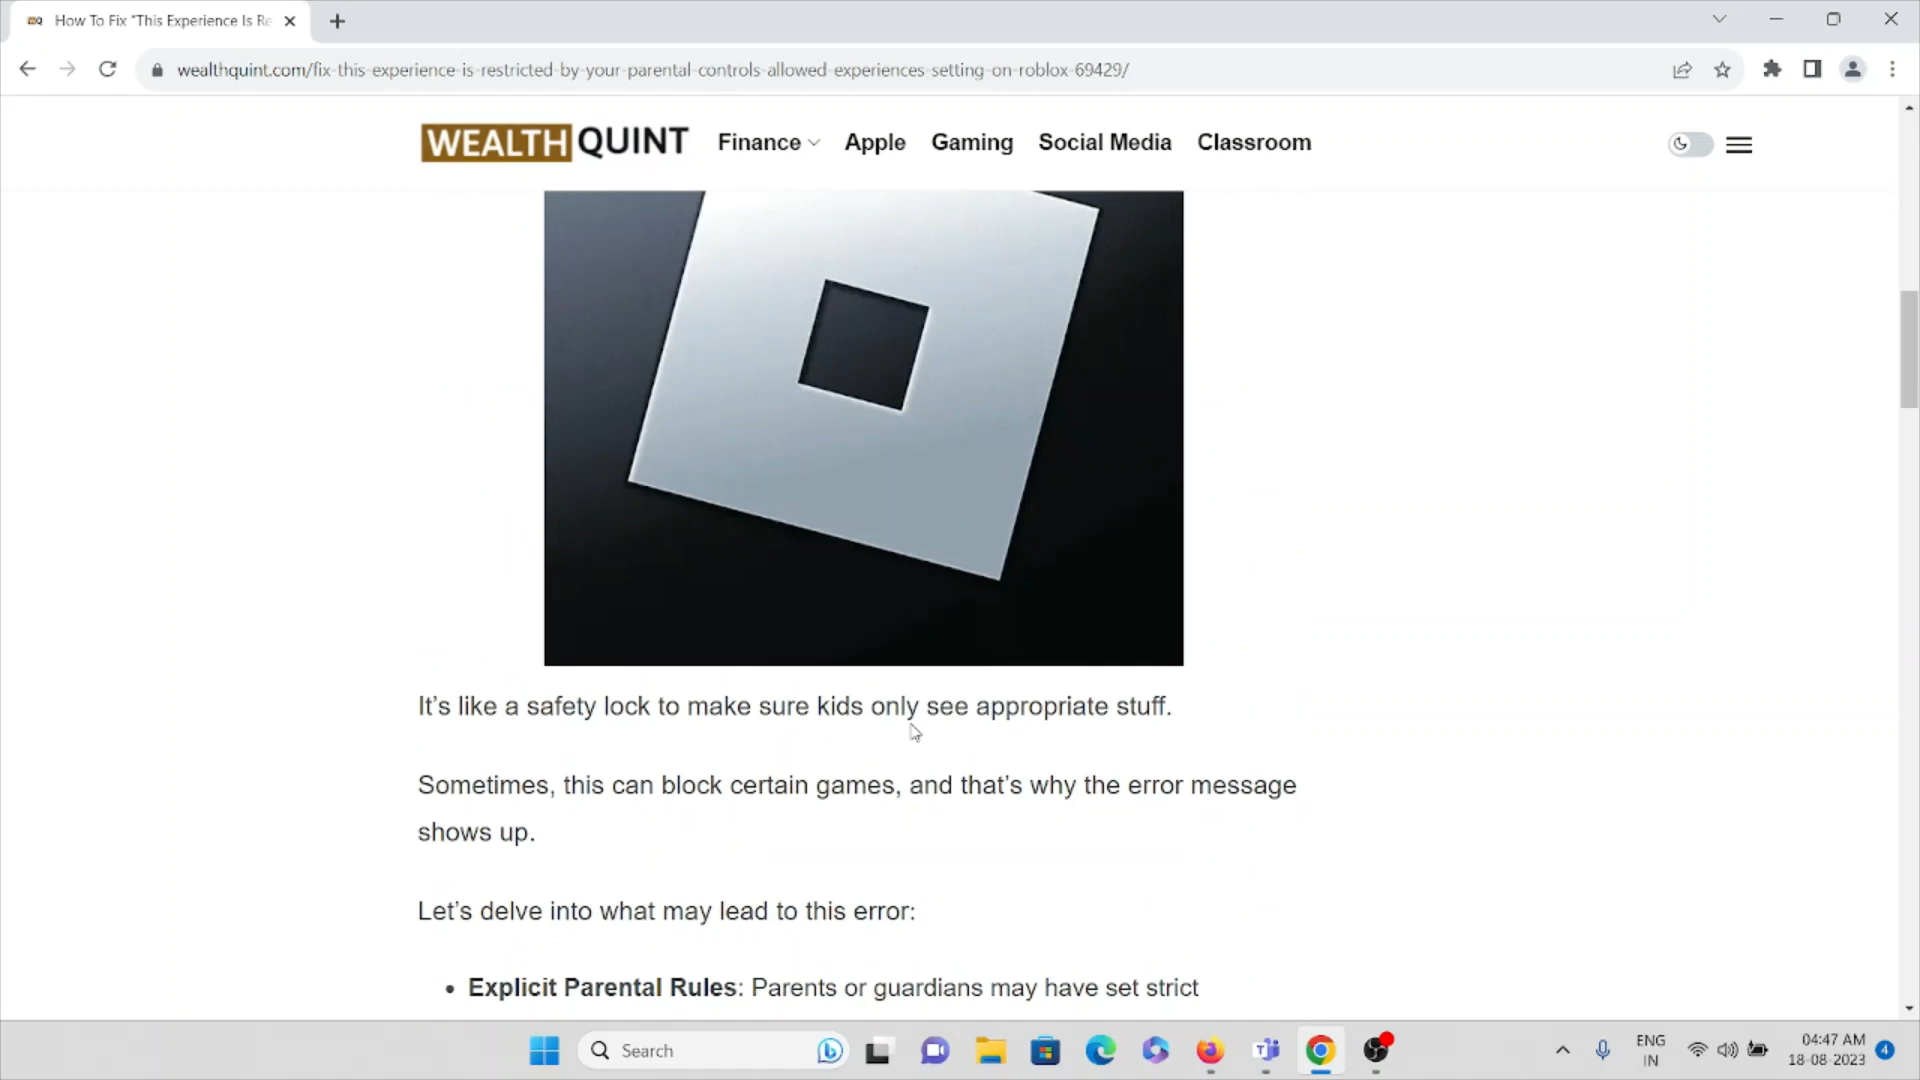 How To Fix "This Experience Is Re
wealthquint.com/fix-this-experience-is-restricted-by-your-parental-controls-allowed-experiences-setting-on-roblox-69429/
WEALTH QUINT Finance Apple Gaming Social Media Classroom
It’s like a safety lock to make sure kids only see appropriate stuff.
Sometimes, this can block certain games, and that’s why the error message
shows up.
Let’s delve into what may lead to this error:
• Explicit Parental Rules: Parents or guardians may have set strict
Search
ENG
IN
04:47 AM
18-08-2023
4